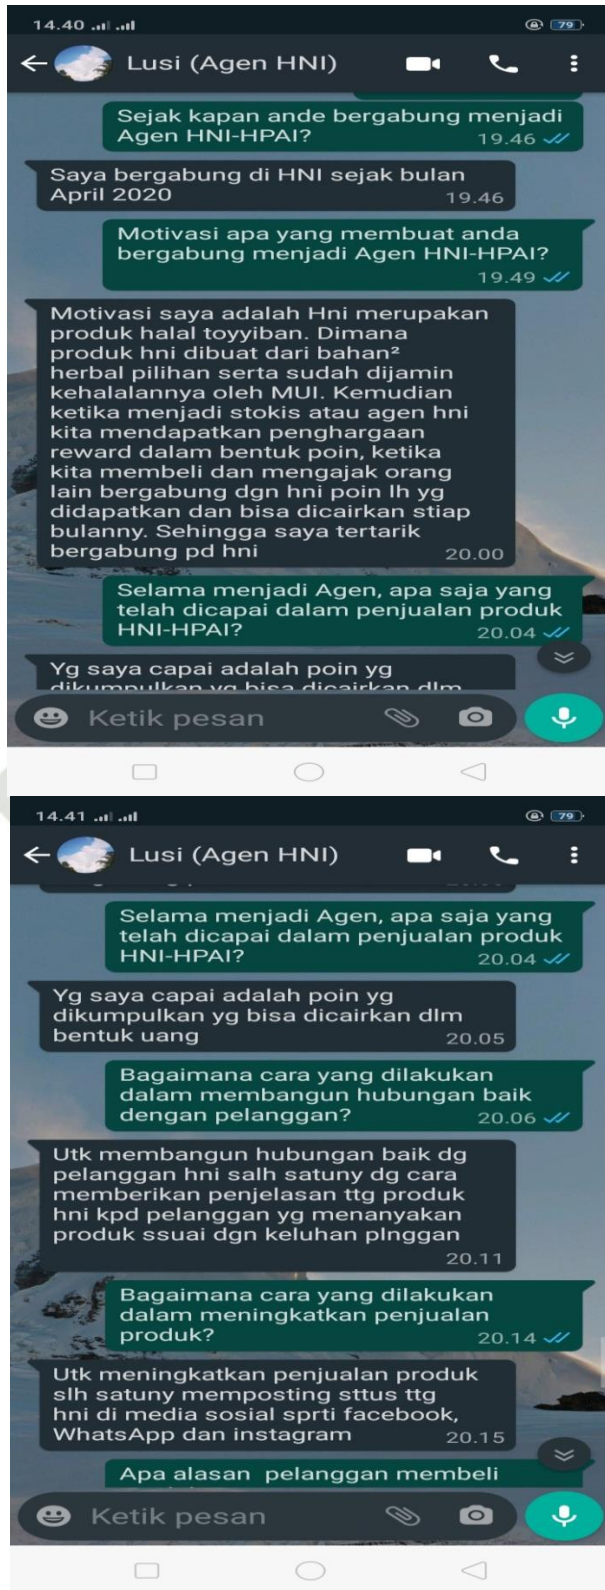 14.40
79
Lusi (Agen HNI)
Sejak kapan ande bergabung menjadi
Agen HNI-HPAI?
19.46
Saya bergabung di HNI sejak bulan
April 2020
19.46
Motivasi apa yang membuat anda
bergabung menjadi Agen HNI-HPAI?
19.49
Motivasi saya adalah Hni merupakan
produk halal toyyiban. Dimana
produk hni dibuat dari bahan²
herbal pilihan serta sudah dijamin
kehalalannya oleh MUI. Kemudian
ketika menjadi stokis atau agen hni
kita mendapatkan penghargaan
reward dalam bentuk poin, ketika
kita membeli dan mengajak orang
lain bergabung dgn hni poin lh yg
didapatkan dan bisa dicairkan stiap
bulanny. Sehingga saya tertarik
bergabung pd hni
20.00
Selama menjadi Agen, apa saja yang
telah dicapai dalam penjualan produk
HNI-HPAI?
20.04
Yg saya capai adalah poin yg
dikumpulkan yg bisa dicairkan dlm
Ketik pesan
14.41
79
Lusi (Agen HNI)
Selama menjadi Agen, apa saja yang
telah dicapai dalam penjualan produk
HNI-HPAI?
20.04
Yg saya capai adalah poin yg
dikumpulkan yg bisa dicairkan dlm
bentuk uang
20.05
Bagaimana cara yang dilakukan
dalam membangun hubungan baik
dengan pelanggan?
20.06
Utk membangun hubungan baik dg
pelanggan hni salh satuny dg cara
memberikan penjelasan ttg produk
hni kpd pelanggan yg menanyakan
produk ssuai dgn keluhan plnggan
20.11
Bagaimana cara yang dilakukan
dalam meningkatkan penjualan
produk?
20.14
Utk meningkatkan penjualan produk
slh satuny memposting sttus ttg
hni di media sosial sprti facebook,
WhatsApp dan instagram
20.15
Apa alasan pelanggan membeli
Ketik pesan